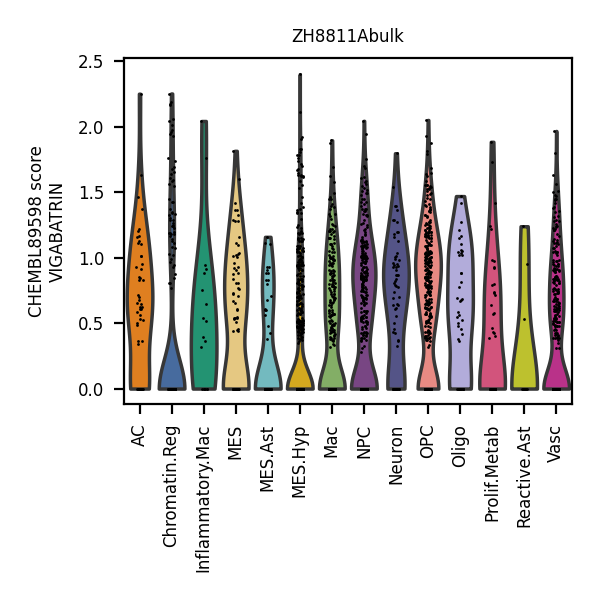 ZH8811Abulk
CHEMBL89598 score
VIGABATRIN
2.5
2.0
1.5
1.0
0.5
0.0
AC
Chromatin.Reg
Inflammatory.Mac
MES
MES.Ast
MES.Hyp
Mac
NPC
Neuron
OPC
Oligo
Prolif.Metab
Reactive.Ast
Vasc